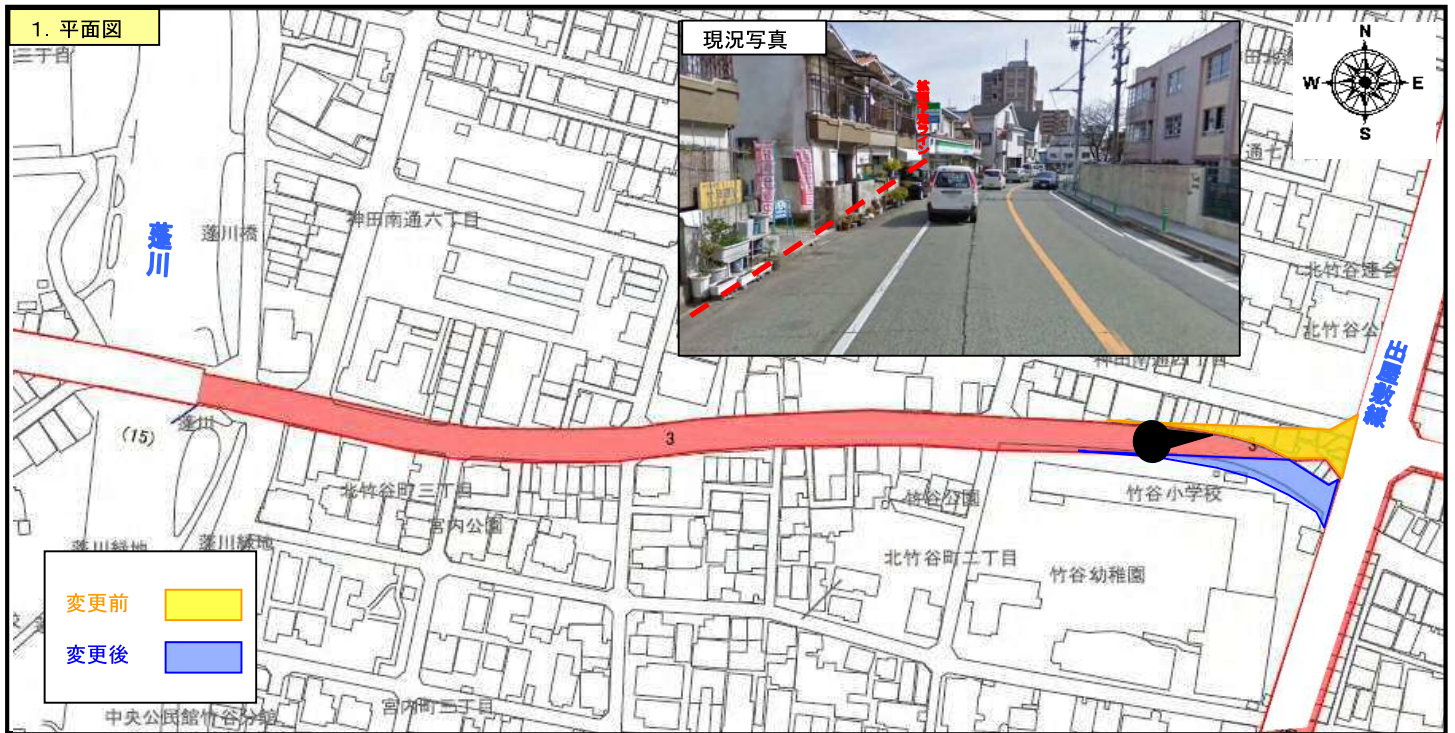 1. 平面図
現況写真
N
W
E
S
蓬川
蓬川橋
神田南通六丁目
北竹谷連合
北竹谷公
出屋敷線
(15)
蓬川
3
3
北竹谷町三丁目
宮内公園
竹谷公園
竹谷小学校
蓬川緑地
蓬川緑地
北竹谷町二丁目
竹谷幼稚園
変更前
変更後
中央公民館竹谷分館
宮内町三丁目